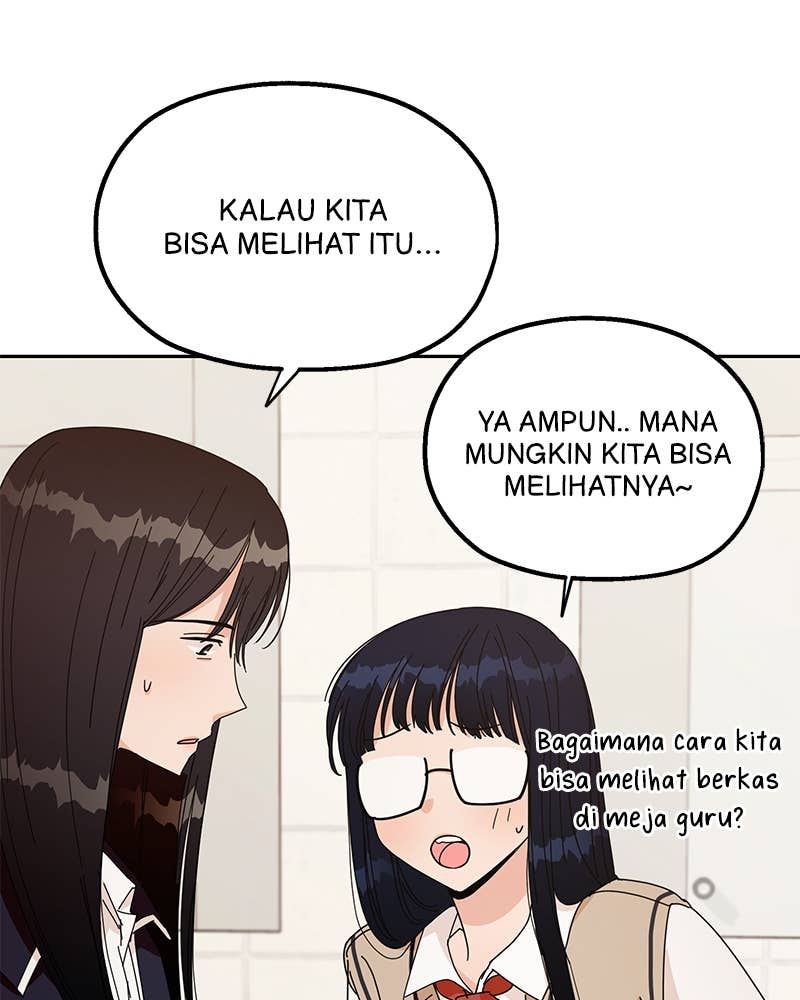 KALAU KITA
BISA MELIHAT ITU...
YA AMPUN.. MANA
MUNGKIN KITA BISA
MELIHATNYA~
Bagaimana cara kita
bisa melihat berkas
di meja guru?